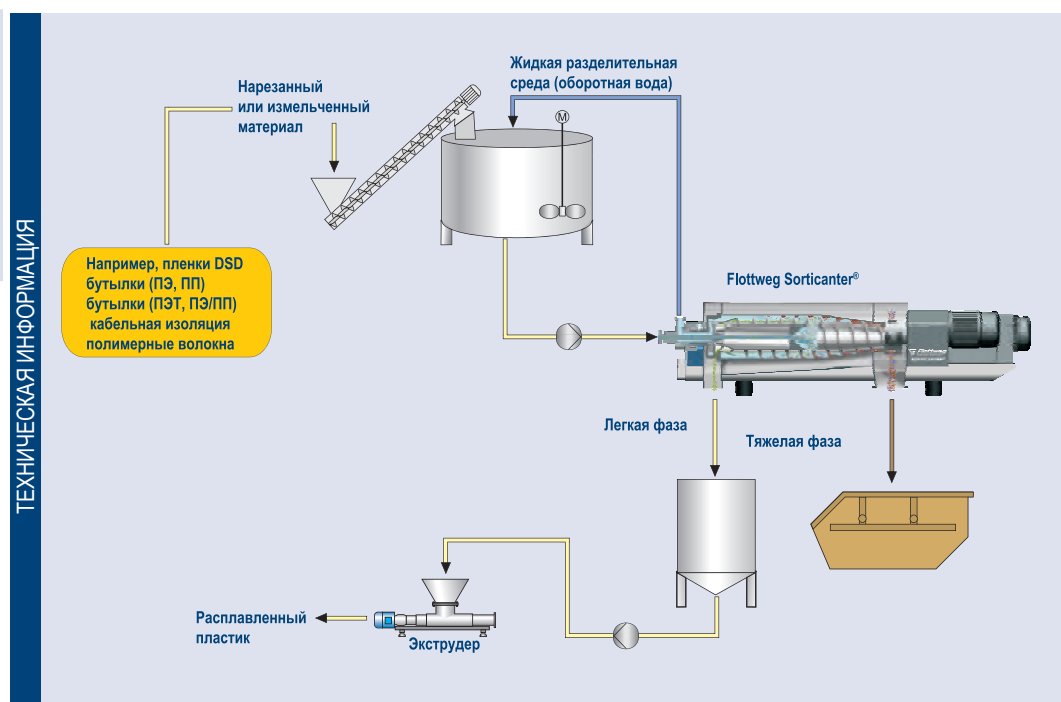 ТЕХНИЧЕСКАЯ ИНФОРМАЦИЯ
Нарезанный
или измельченный
материал
Жидкая разделительная
среда (оборотная вода)
M
Например, пленки DSD
бутылки (ПЭ, ПП)
бутылки (ПЭТ, ПЭ/ПП)
кабельная изоляция
полимерные волокна
Flottweg Sorticanter®
Flottweg
Легкая фаза
Тяжелая фаза
Расплавленный
пластик
Экструдер